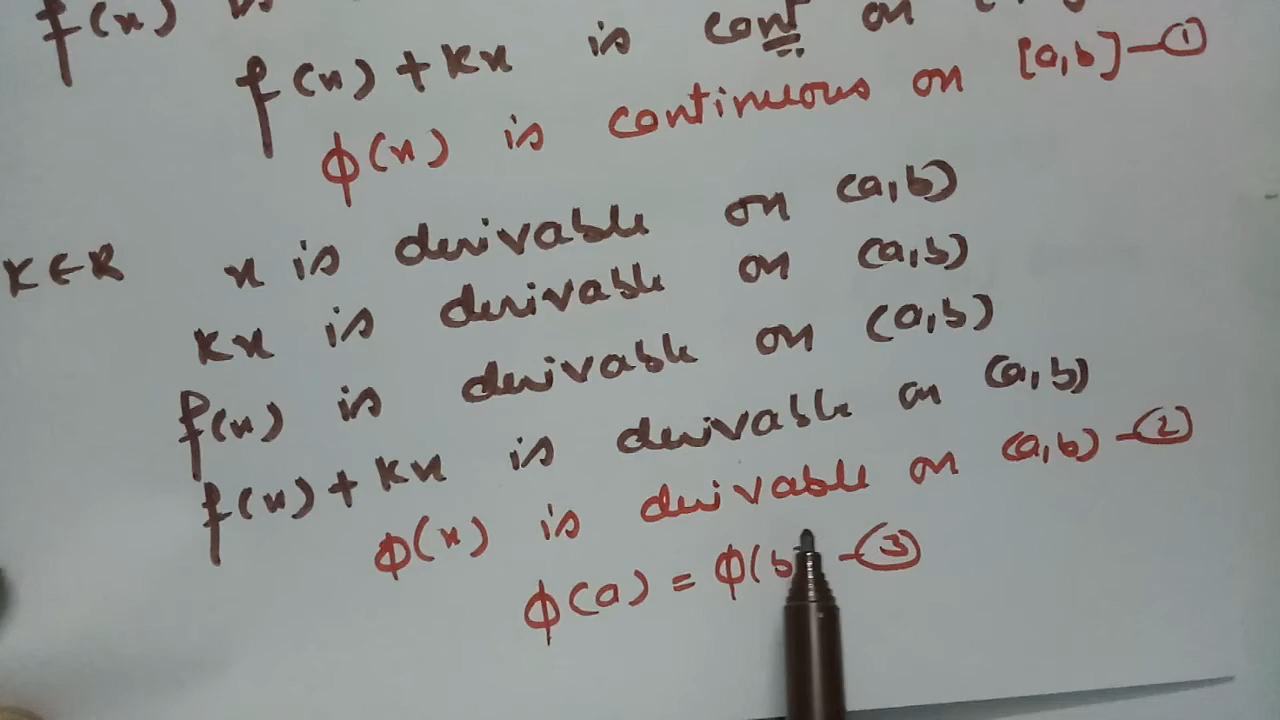 f(x) is
f(x) + kx is cont on
ϕ(x) is continuous on [a,b] — ①
x is derivable on (a,b)
K ∈ R
kx is derivable on (a,b)
f(x) is derivable on (a,b)
f(x) + kx is derivable on (a,b)
ϕ(x) is derivable on (a,b) — ②
ϕ(a) = ϕ(b — ③